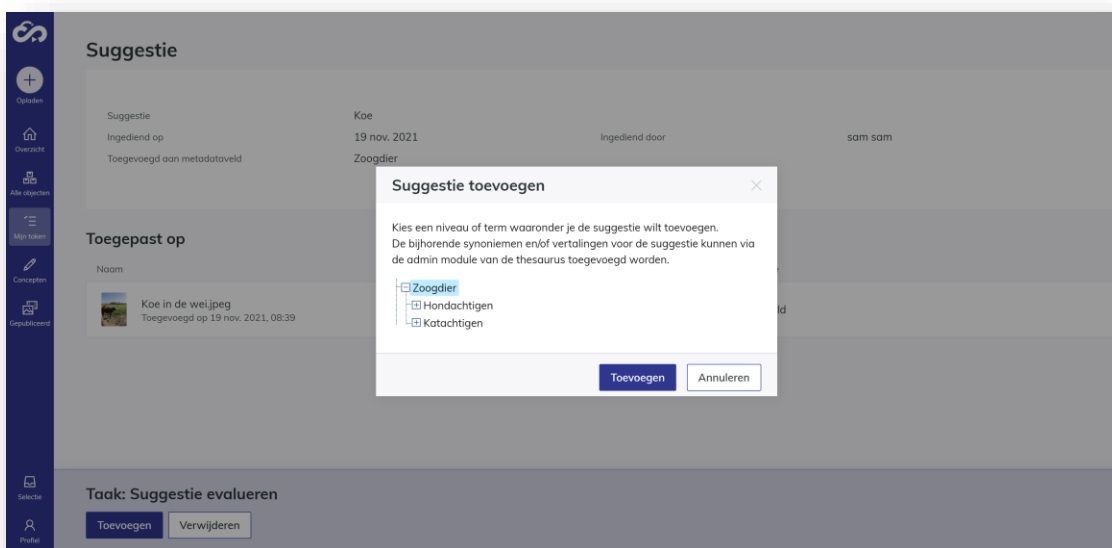 Suggestie
Opladen
Suggestie Koe
Ingediend op 19 nov. 2021 Ingediend door sam sam
Overzicht
Toegevoegd aan metadataveld Zoogdier
Alle objecten
Suggestie toevoegen
Mijn taken
Kies een niveau of term waaronder je de suggestie wilt toevoegen.
De bijhorende synoniemen en/of vertalingen voor de suggestie kunnen via
de admin module van de thesaurus toegevoegd worden.
Toegepast op
Naam
Concepten
Zoogdier
Hondachtigen
Katachtigen
Koe in de wei.jpeg
Toegevoegd op 19 nov. 2021, 08:39
Gepubliceerd
Toevoegen Annuleren
Selectie
Taak: Suggestie evalueren
Toevoegen Verwijderen
Profiel